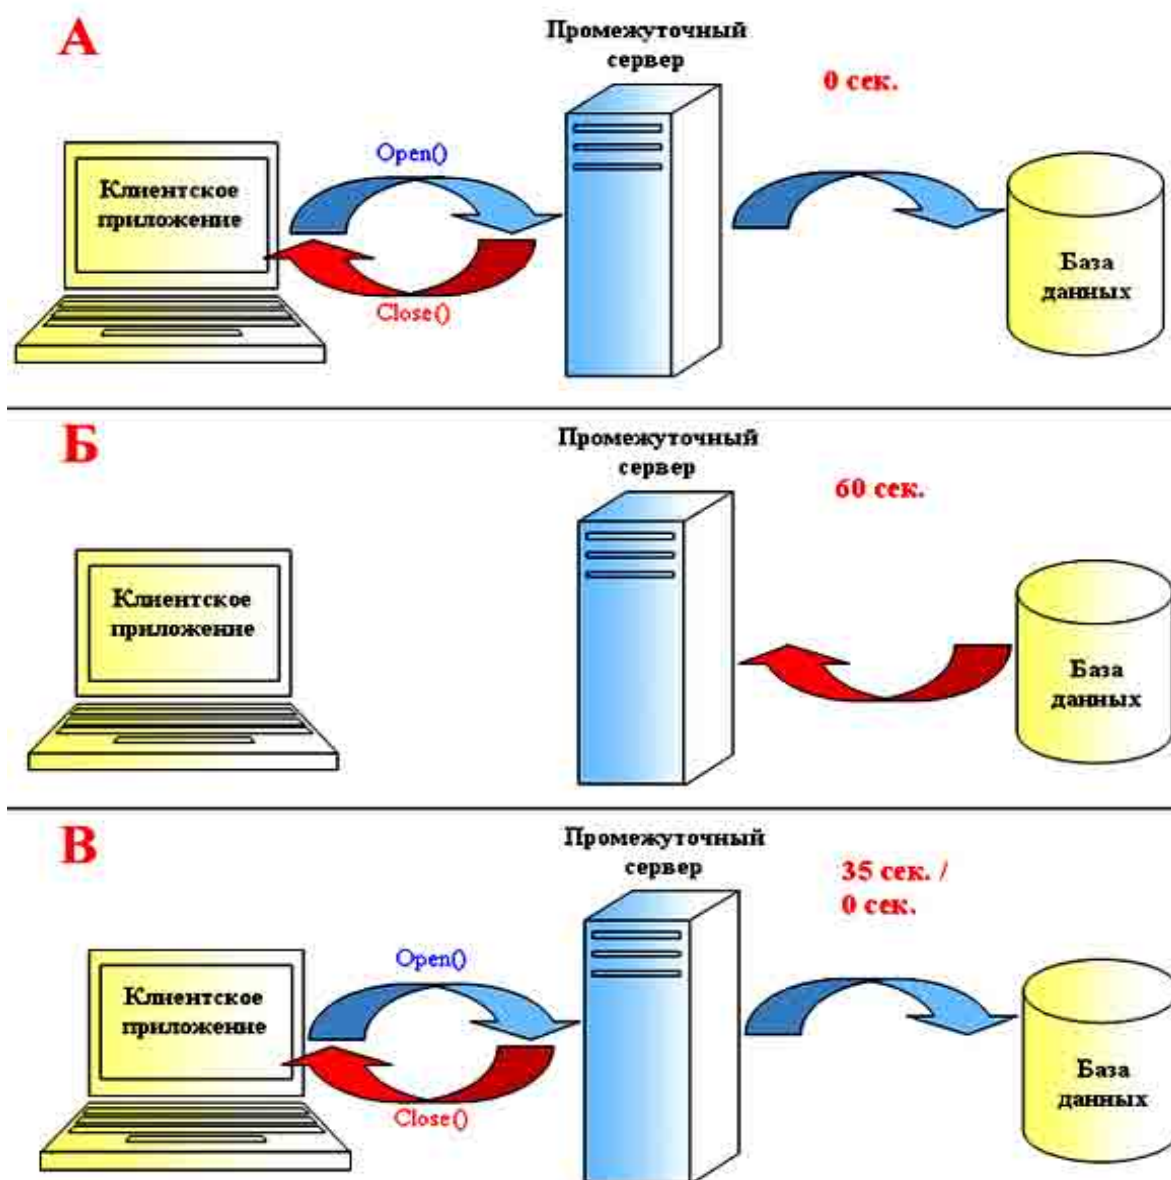 А
Промежуточный
сервер
0 сек.
Open()
Клиентское
приложение
База
данных
Close()
Б
Промежуточный
сервер
60 сек.
Клиентское
приложение
База
данных
В
Промежуточный
сервер
35 сек. /
0 сек.
Open()
Клиентское
приложение
База
данных
Close()